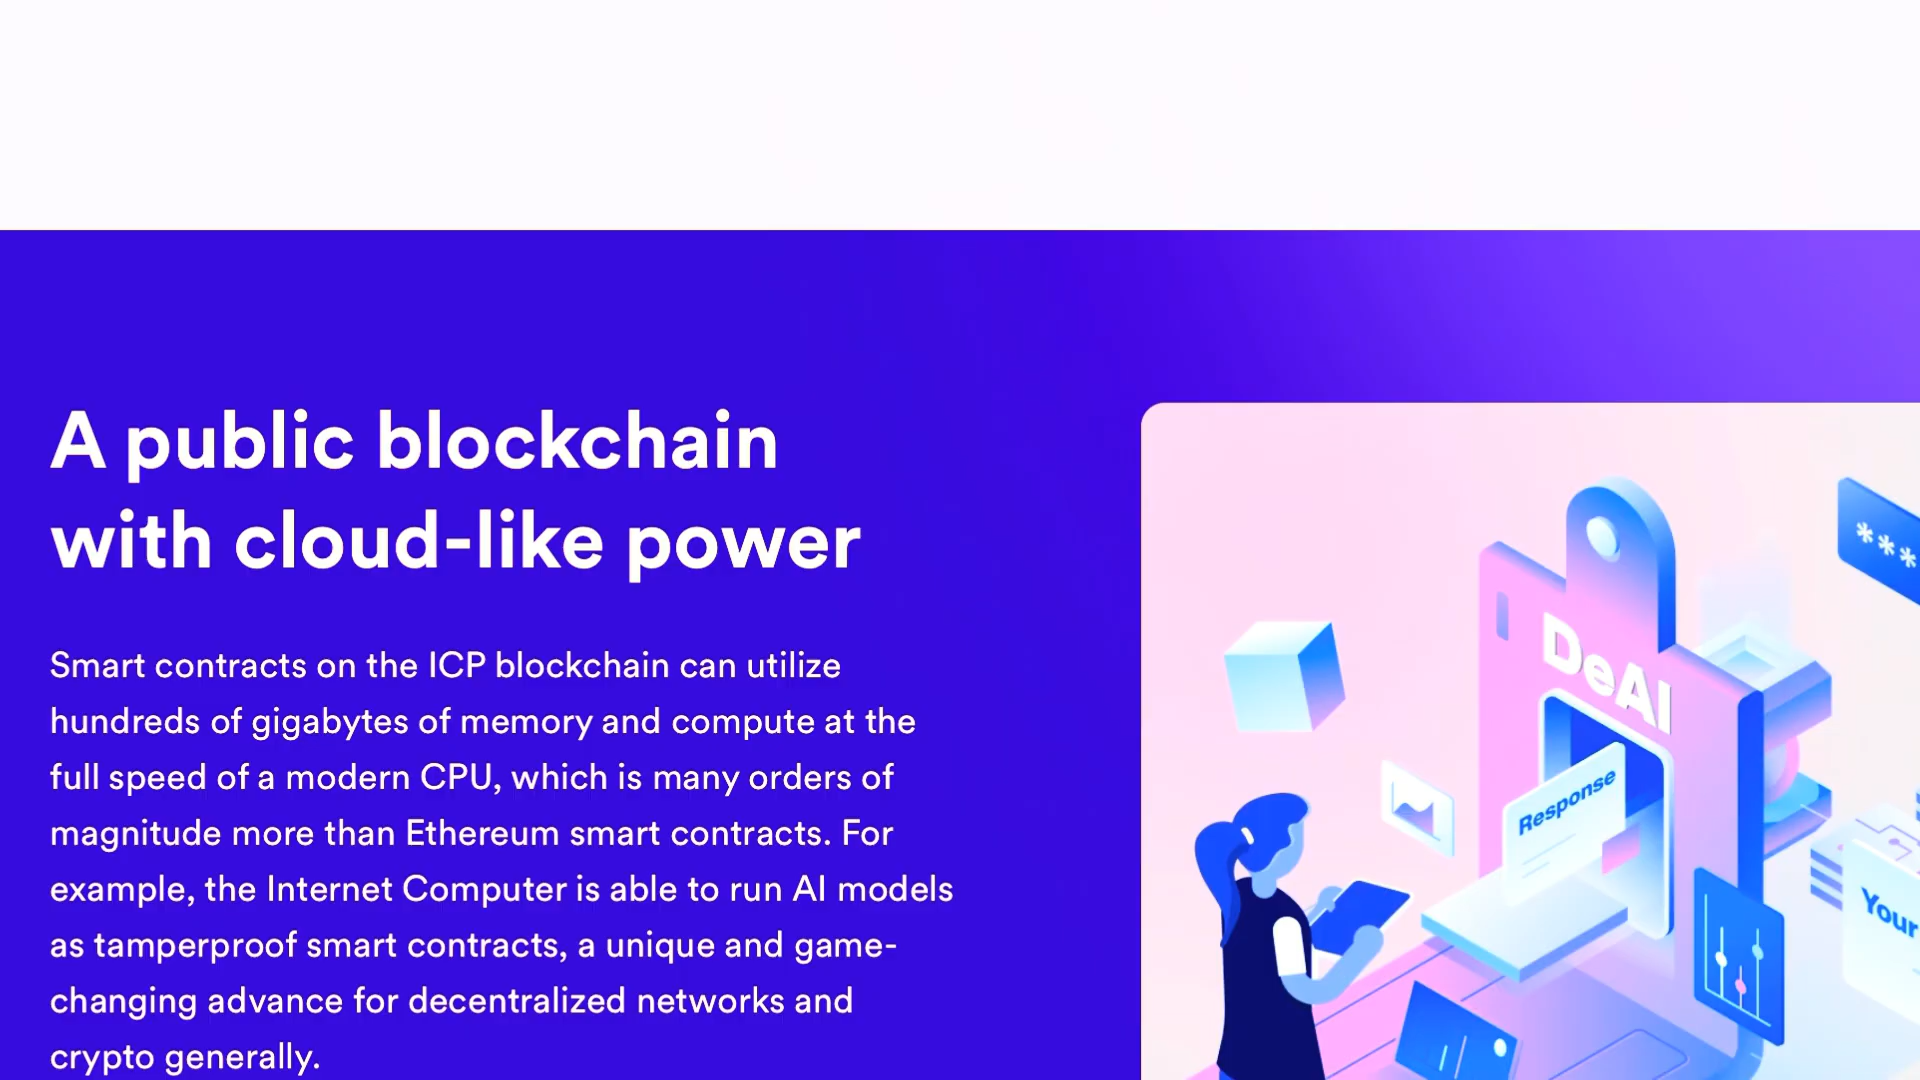 A public blockchain
with cloud-like power
Smart contracts on the ICP blockchain can utilize
hundreds of gigabytes of memory and compute at the
full speed of a modern CPU, which is many orders of
magnitude more than Ethereum smart contracts. For
example, the Internet Computer is able to run AI models
as tamperproof smart contracts, a unique and game-
changing advance for decentralized networks and
crypto generally.
****
DeAI
Response
Your